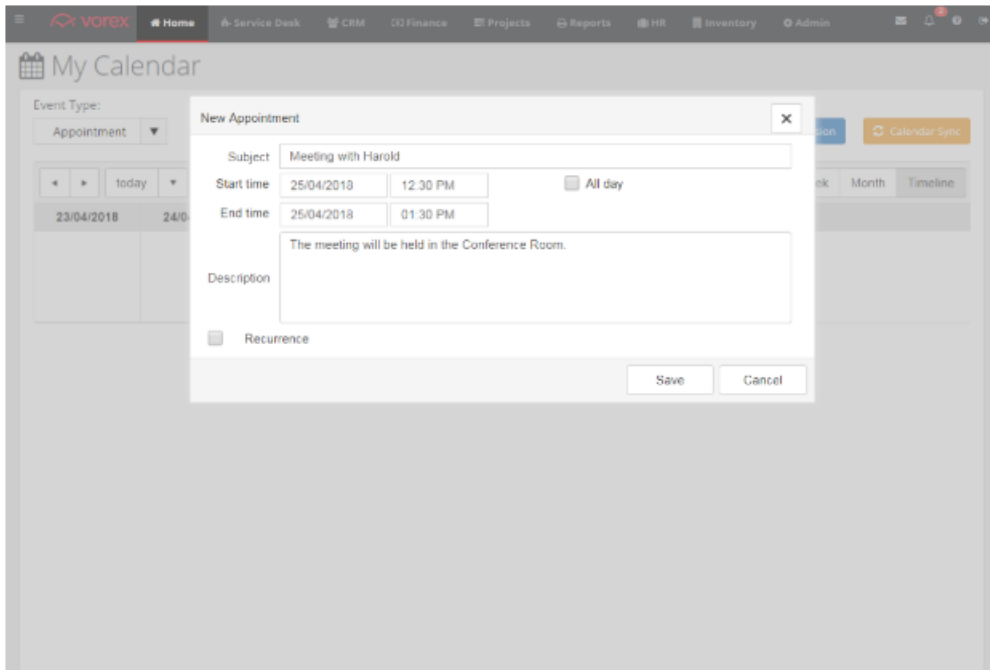 vorex Home Service Desk CRM Finance Projects Reports HR Inventory Admin 2
My Calendar
Event Type:
Appointment
Calendar Sync
today
Month Timeline
23/04/2018
New Appointment
Subject Meeting with Harold
Start time 25/04/2018 12:30 PM All day
End time 25/04/2018 01:30 PM
Description The meeting will be held in the Conference Room.
Recurrence
Save Cancel